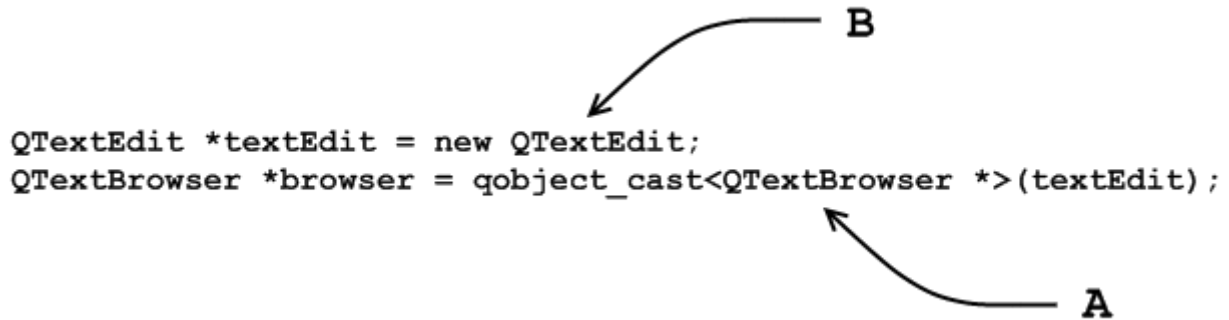 B
QTextEdit *textEdit = new QTextEdit;
QTextBrowser *browser = qobject_cast<QTextBrowser *>(textEdit);
A